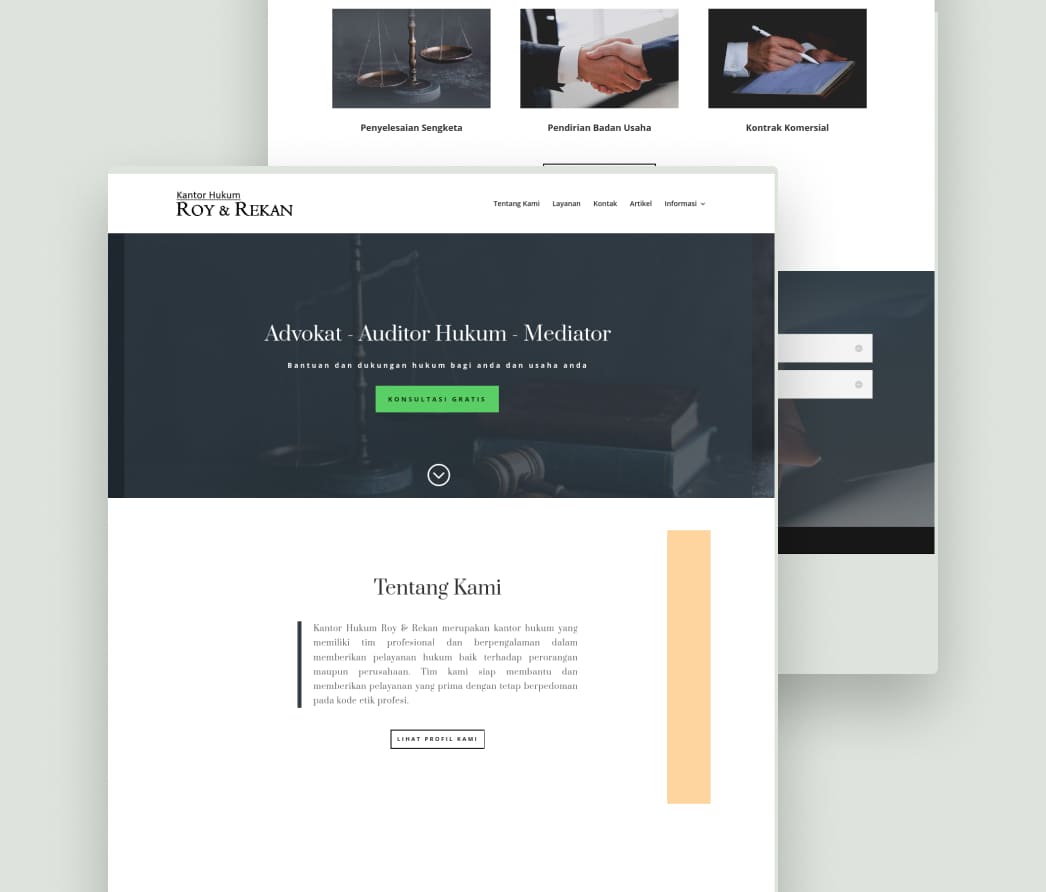 Penyelesaian Sengketa
Pendirian Badan Usaha
Kontrak Komersial
Kantor Hukum
ROY & REKAN
Tentang Kami
Layanan
Kontak
Artikel
Informasi
Advokat - Auditor Hukum - Mediator
Bantuan dan dukungan hukum bagi anda dan usaha anda
KONSULTASI GRATIS
Tentang Kami
Kantor Hukum Roy & Rekan merupakan kantor hukum yang
memiliki tim profesional dan berpengalaman dalam
memberikan pelayanan hukum baik terhadap perorangan
maupun perusahaan. Tim kami siap membantu dan
memberikan pelayanan yang prima dengan tetap berpedoman
pada kode etik profesi.
LIHAT PROFIL KAMI